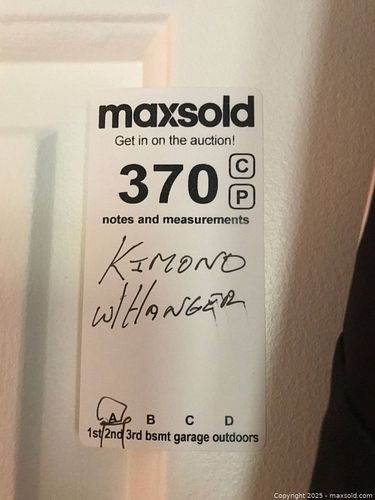 maxsold
Get in on the auction!
370 C
P
notes and measurements
KIMONO
W/HANGER
A B C D
1st 2nd 3rd bsmt garage outdoors
Copyright 2025 - maxsold.com